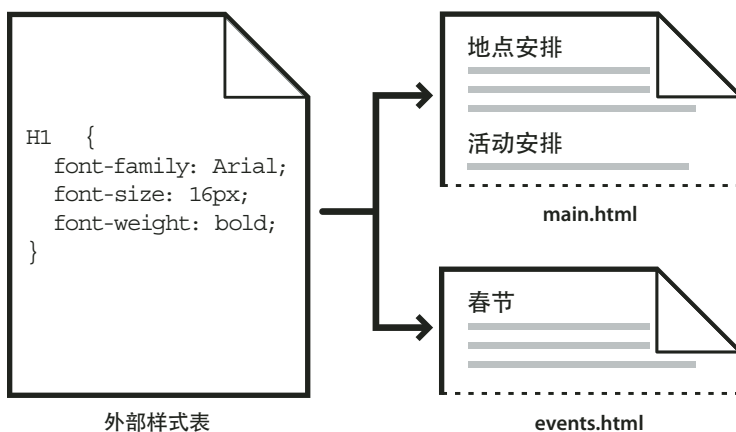 H1 {
font-family: Arial;
font-size: 16px;
font-weight: bold;
}
外部样式表
地点安排
活动安排
main.html
春节
events.html